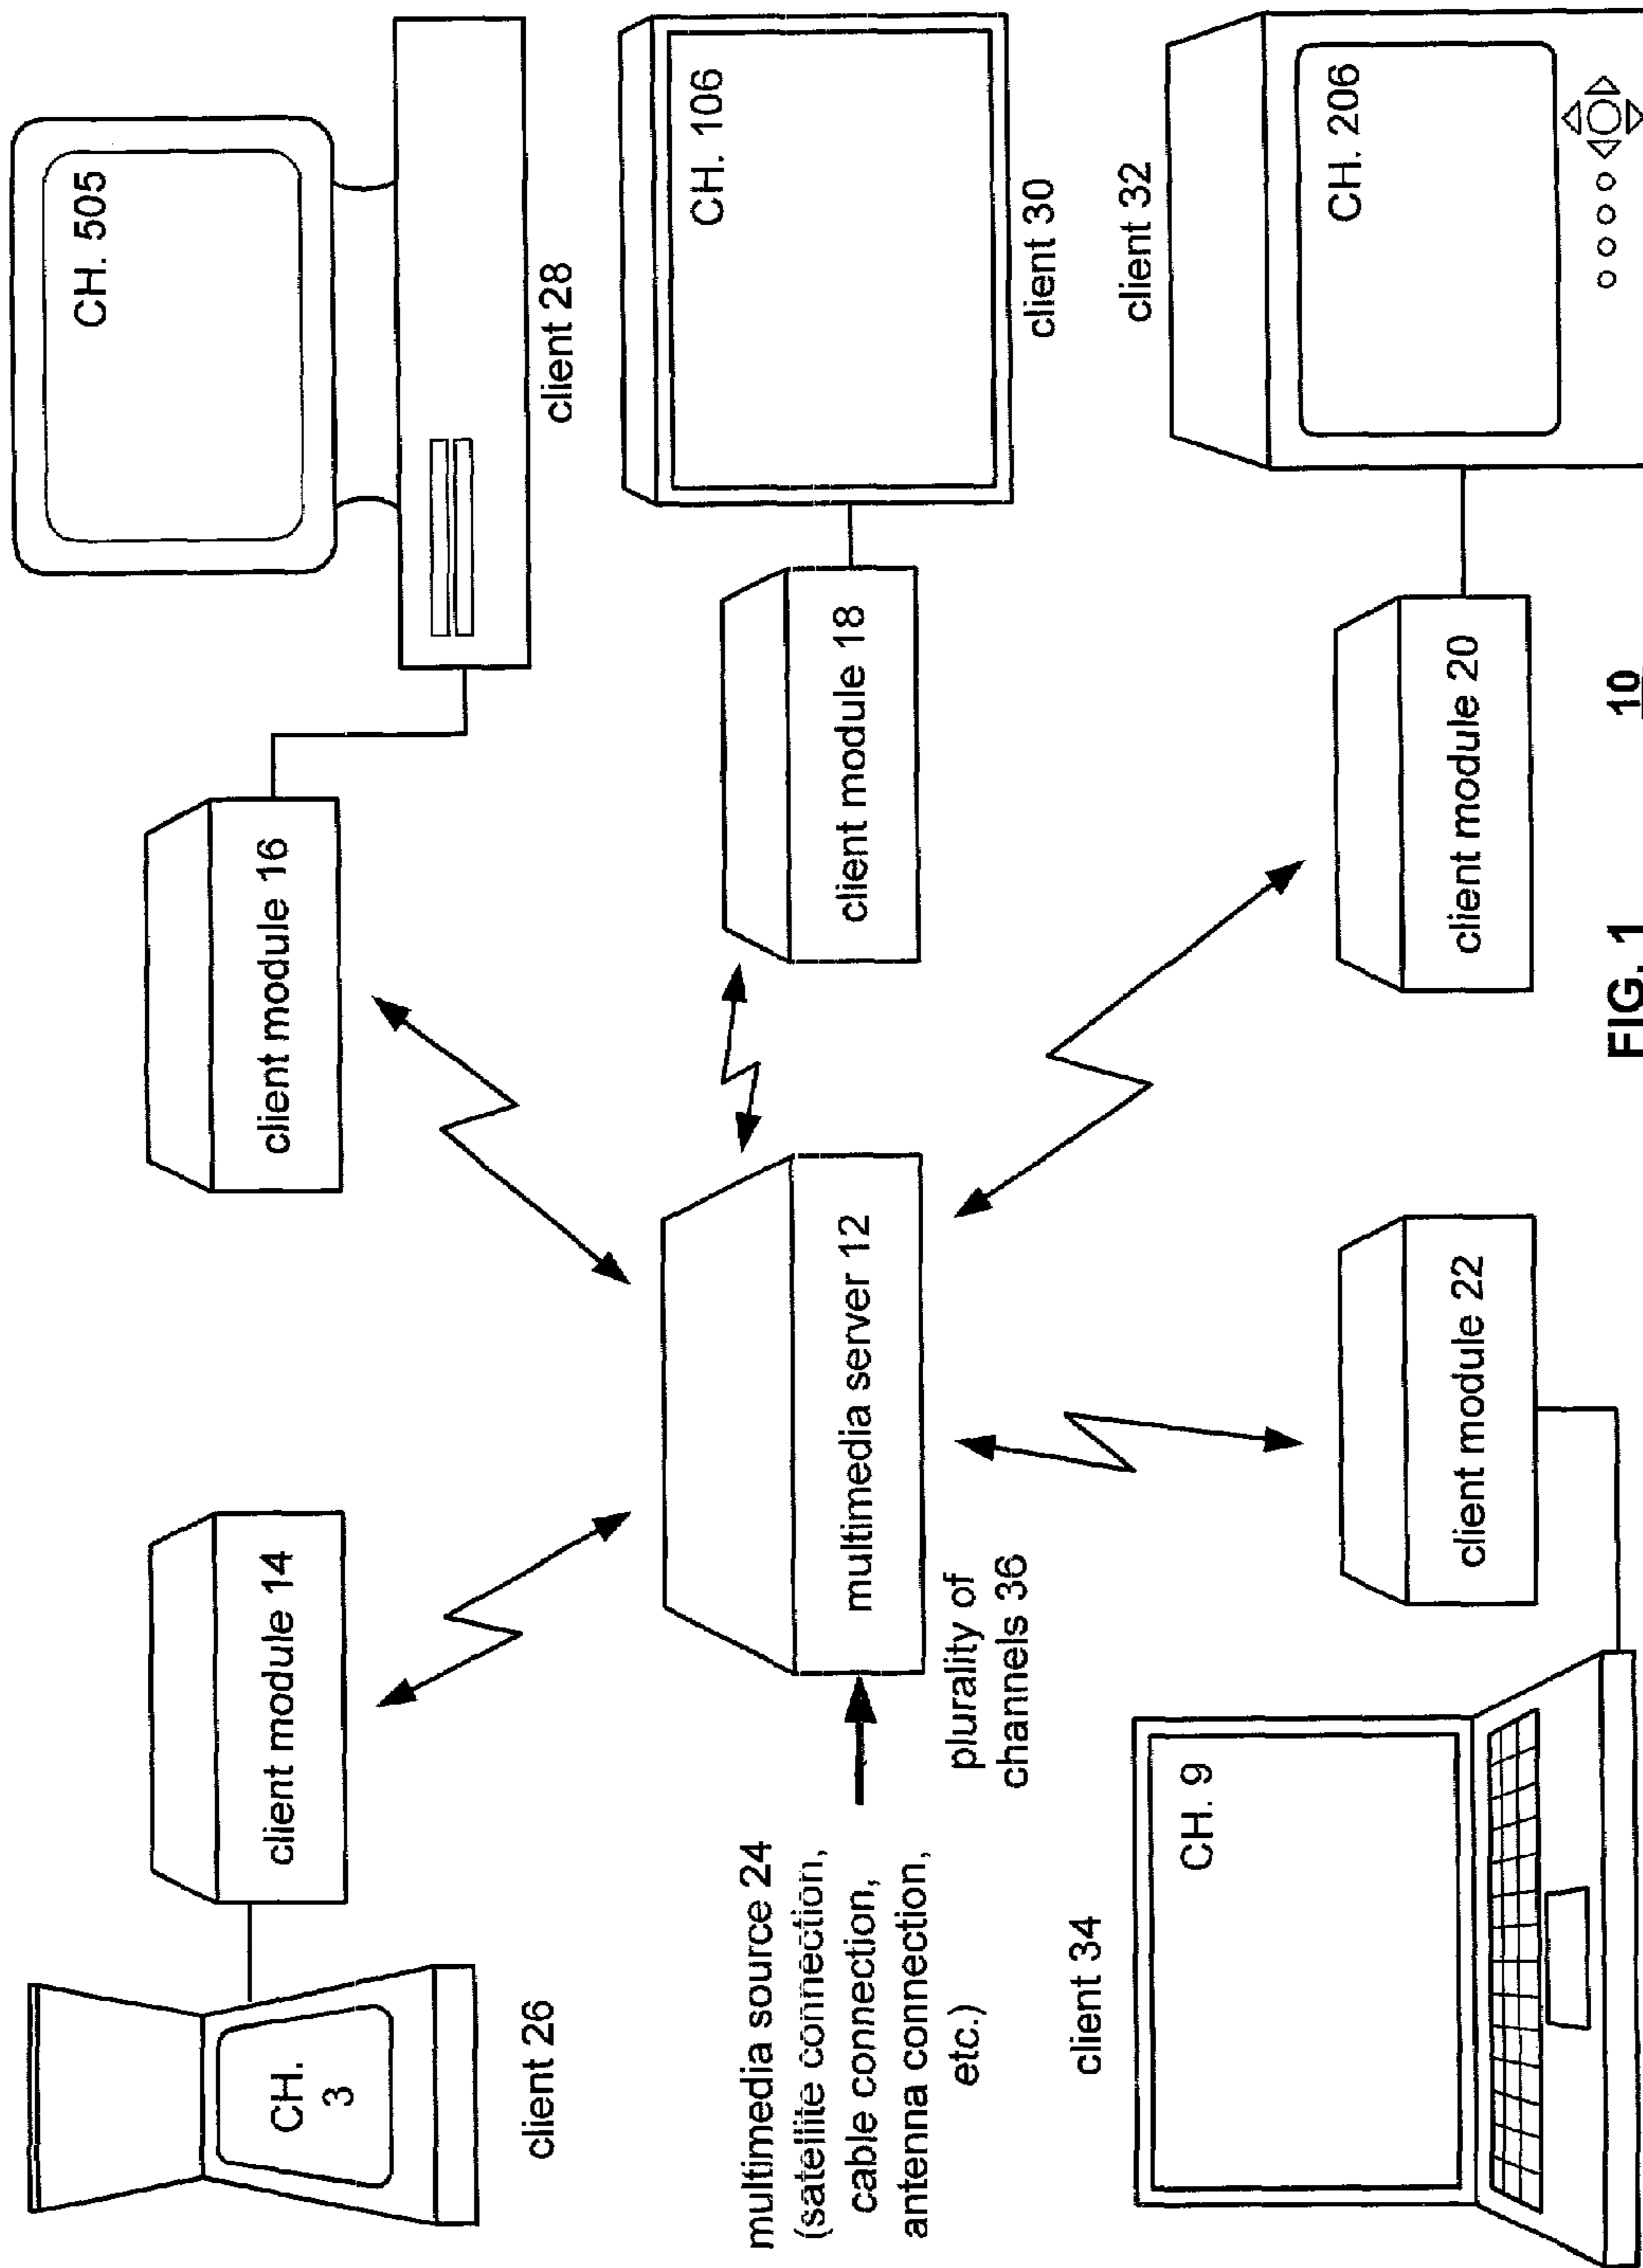 CH.
3
client 26
client module 14
client module 16
CH. 505
client 28
multimedia source 24
(satellite connection,
cable connection,
antenna connection,
etc.)
multimedia server 12
plurality of
channels 36
client module 18
CH. 106
client 30
client 34
CH. 9
client module 22
client module 20
client 32
CH. 206
FIG. 1
10